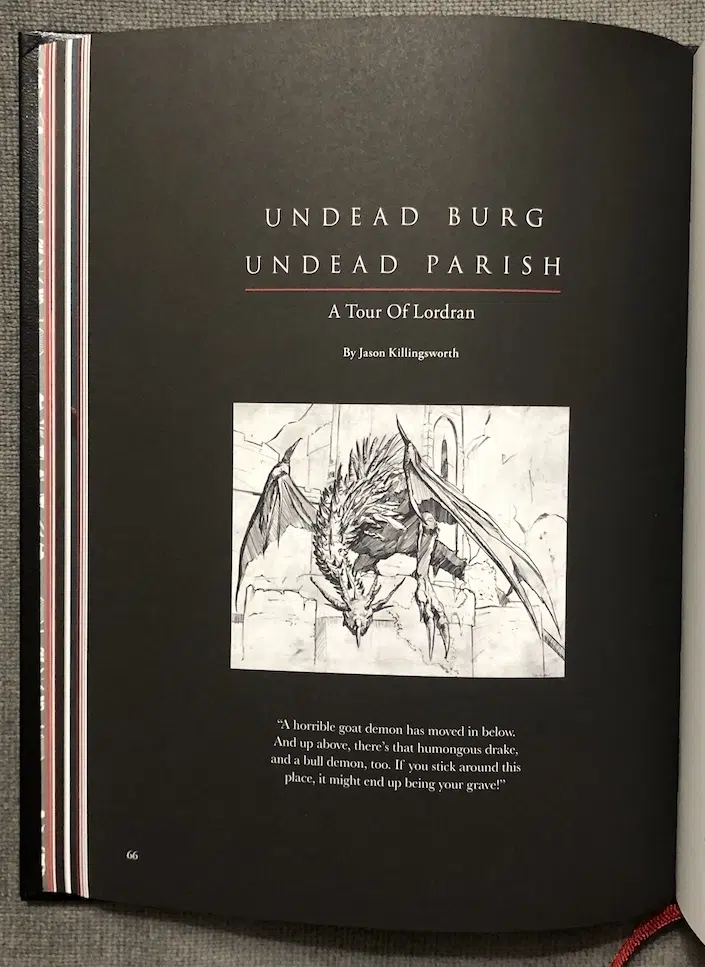 UNDEAD BURG
UNDEAD PARISH
A Tour Of Lordran
By Jason Killingsworth
“A horrible goat demon has moved in below.
And up above, there’s that humongous drake,
and a bull demon, too. If you stick around this
place, it might end up being your grave!”
66